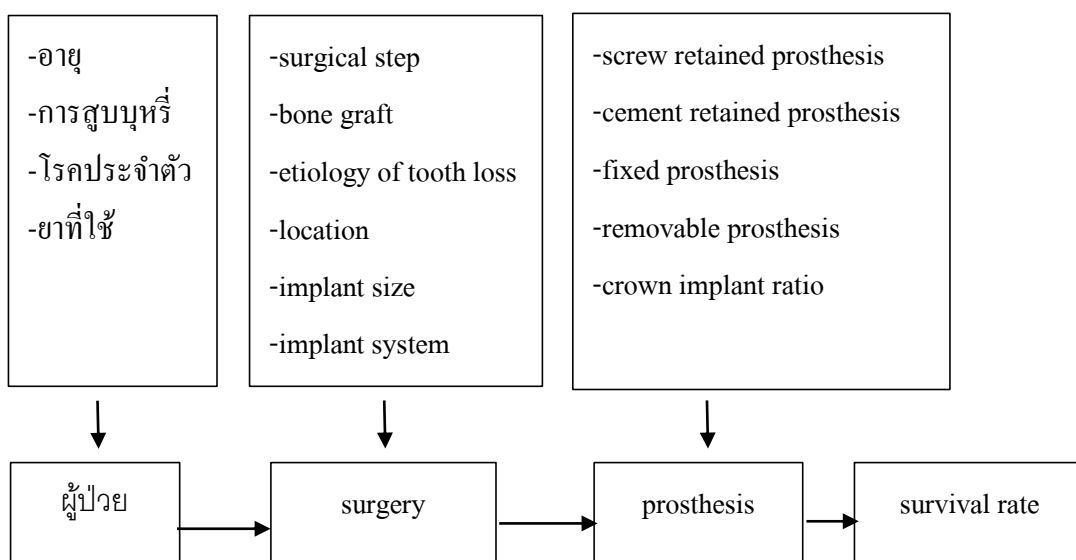 -อายุ
-การสูบบุหรี่
-โรคประจำตัว
-ยาที่ใช้
-surgical step
-bone graft
-etiology of tooth loss
-location
-implant size
-implant system
-screw retained prosthesis
-cement retained prosthesis
-fixed prosthesis
-removable prosthesis
-crown implant ratio
ผู้ป่วย
surgery
prosthesis
survival rate